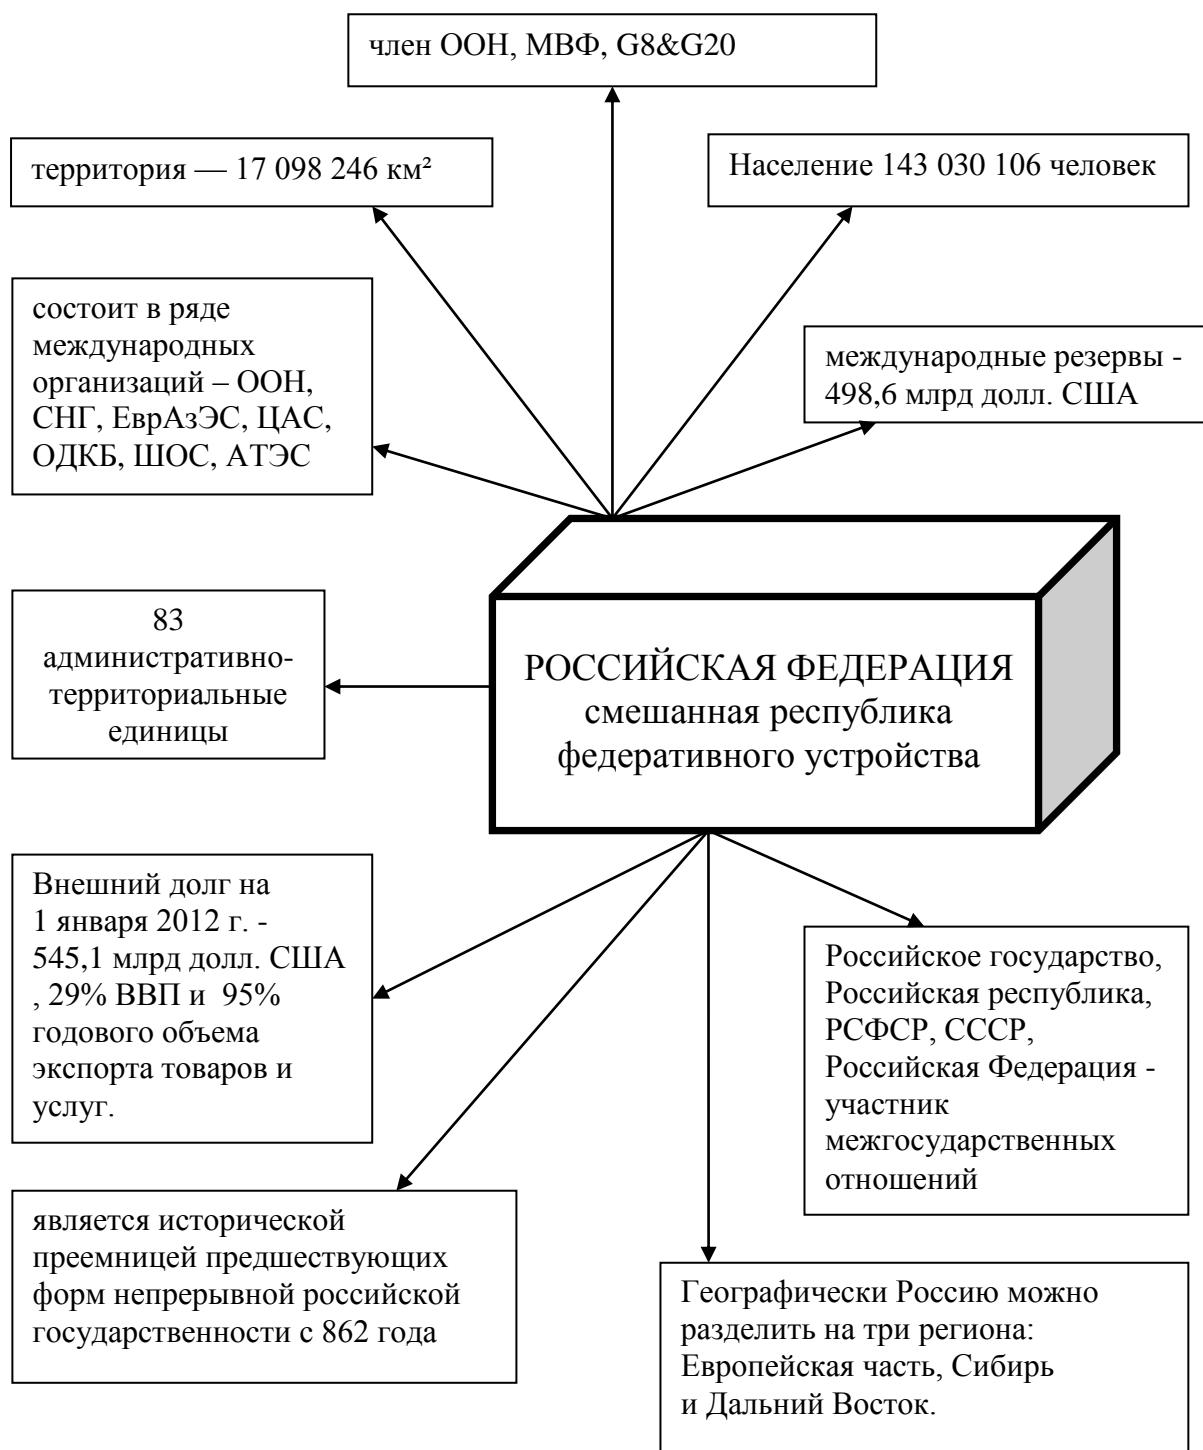 член ООН, МВФ, G8&G20
территория — 17 098 246 км²
Население 143 030 106 человек
состоит в ряде
международных
организаций – ООН,
СНГ, ЕврАзЭС, ЦАС,
ОДКБ, ШОС, АТЭС
международные резервы -
498,6 млрд долл. США
83
административно-
территориальные
единицы
РОССИЙСКАЯ ФЕДЕРАЦИЯ
смешанная республика
федеративного устройства
Внешний долг на
1 января 2012 г. -
545,1 млрд долл. США
, 29% ВВП и 95%
годового объема
экспорта товаров и
услуг.
Российское государство,
Российская республика,
РСФСР, СССР,
Российская Федерация -
участник
межгосударственных
отношений
является исторической
преемницей предшествующих
форм непрерывной российской
государственности с 862 года
Географически Россию можно
разделить на три региона:
Европейская часть, Сибирь
и Дальний Восток.